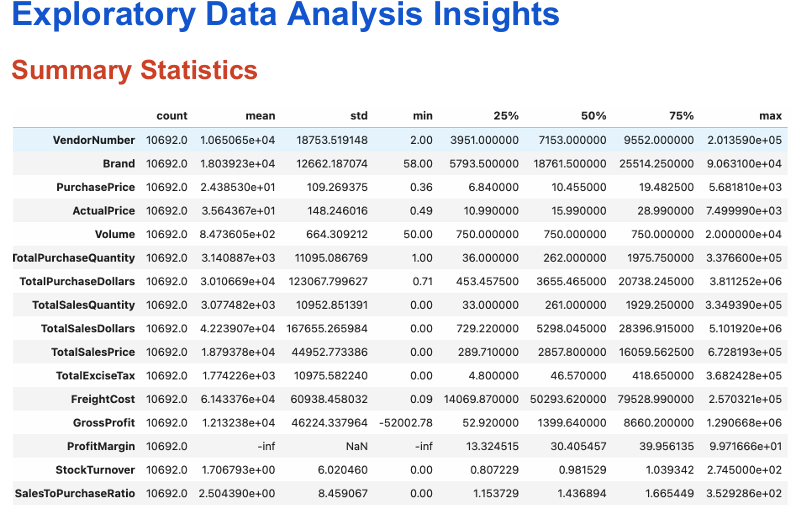 Exploratory Data Analysis Insights
Summary Statistics
count mean std min 25% 50% 75% max
VendorNumber 10692.0 1.065065e+04 18753.519148 2.00 3951.000000 7153.000000 9552.000000 2.013590e+05
Brand 10692.0 1.803923e+04 12662.187074 58.00 5793.500000 18761.500000 25514.250000 9.063100e+04
PurchasePrice 10692.0 2.438530e+01 109.269375 0.36 6.840000 10.455000 19.482500 5.681810e+03
ActualPrice 10692.0 3.564367e+01 148.246016 0.49 10.990000 15.990000 28.990000 7.499990e+03
Volume 10692.0 8.473605e+02 664.309212 50.00 750.000000 750.000000 750.000000 2.000000e+04
TotalPurchaseQuantity 10692.0 3.140887e+03 11095.086769 1.00 36.000000 262.000000 1975.750000 3.376600e+05
TotalPurchaseDollars 10692.0 3.010669e+04 123067.799627 0.71 453.457500 3655.465000 20738.245000 3.811252e+06
TotalSalesQuantity 10692.0 3.077482e+03 10952.851391 0.00 33.000000 261.000000 1929.250000 3.349390e+05
TotalSalesDollars 10692.0 4.223907e+04 167655.265984 0.00 729.220000 5298.045000 28396.915000 5.101920e+06
TotalSalesPrice 10692.0 1.879378e+04 44952.773386 0.00 289.710000 2857.800000 16059.562500 6.728193e+05
TotalExciseTax 10692.0 1.774226e+03 10975.582240 0.00 4.800000 46.570000 418.650000 3.682428e+05
FreightCost 10692.0 6.143376e+04 60938.458032 0.09 14069.870000 50293.620000 79528.990000 2.570321e+05
GrossProfit 10692.0 1.213238e+04 46224.337964 -52002.78 52.920000 1399.640000 8660.200000 1.290668e+06
ProfitMargin 10692.0 -inf NaN -inf 13.324515 30.405457 39.956135 9.971666e+01
StockTurnover 10692.0 1.706793e+00 6.020460 0.00 0.807229 0.981529 1.039342 2.745000e+02
SalesToPurchaseRatio 10692.0 2.504390e+00 8.459067 0.00 1.153729 1.436894 1.665449 3.529286e+02